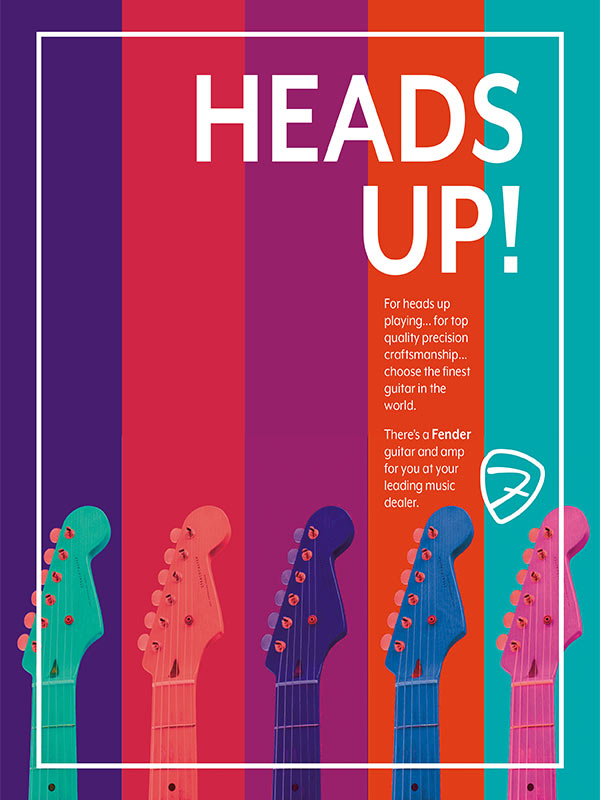 HEADS
UP!
For heads up
playing... for top
quality precision
craftsmanship...
choose the finest
guitar in the
world.
There's a Fender
guitar and amp
for you at your
leading music
dealer.